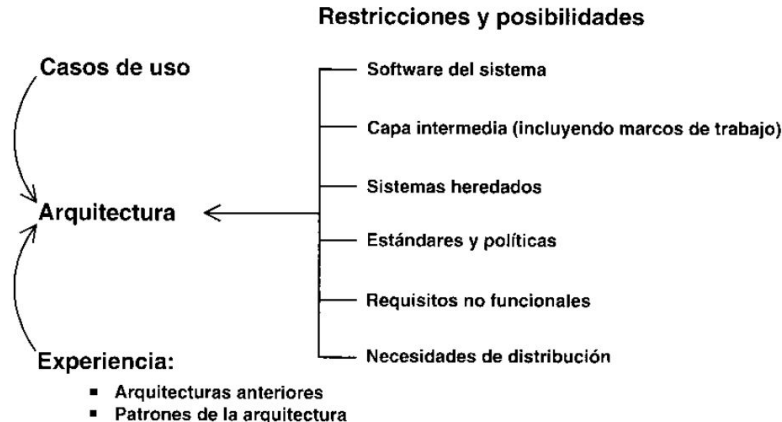 Restricciones y posibilidades
Casos de uso
Software del sistema
Capa intermedia (incluyendo marcos de trabajo)
Sistemas heredados
Arquitectura
Estándares y políticas
Requisitos no funcionales
Necesidades de distribución
Experiencia:
▪ Arquitecturas anteriores
▪ Patrones de la arquitectura